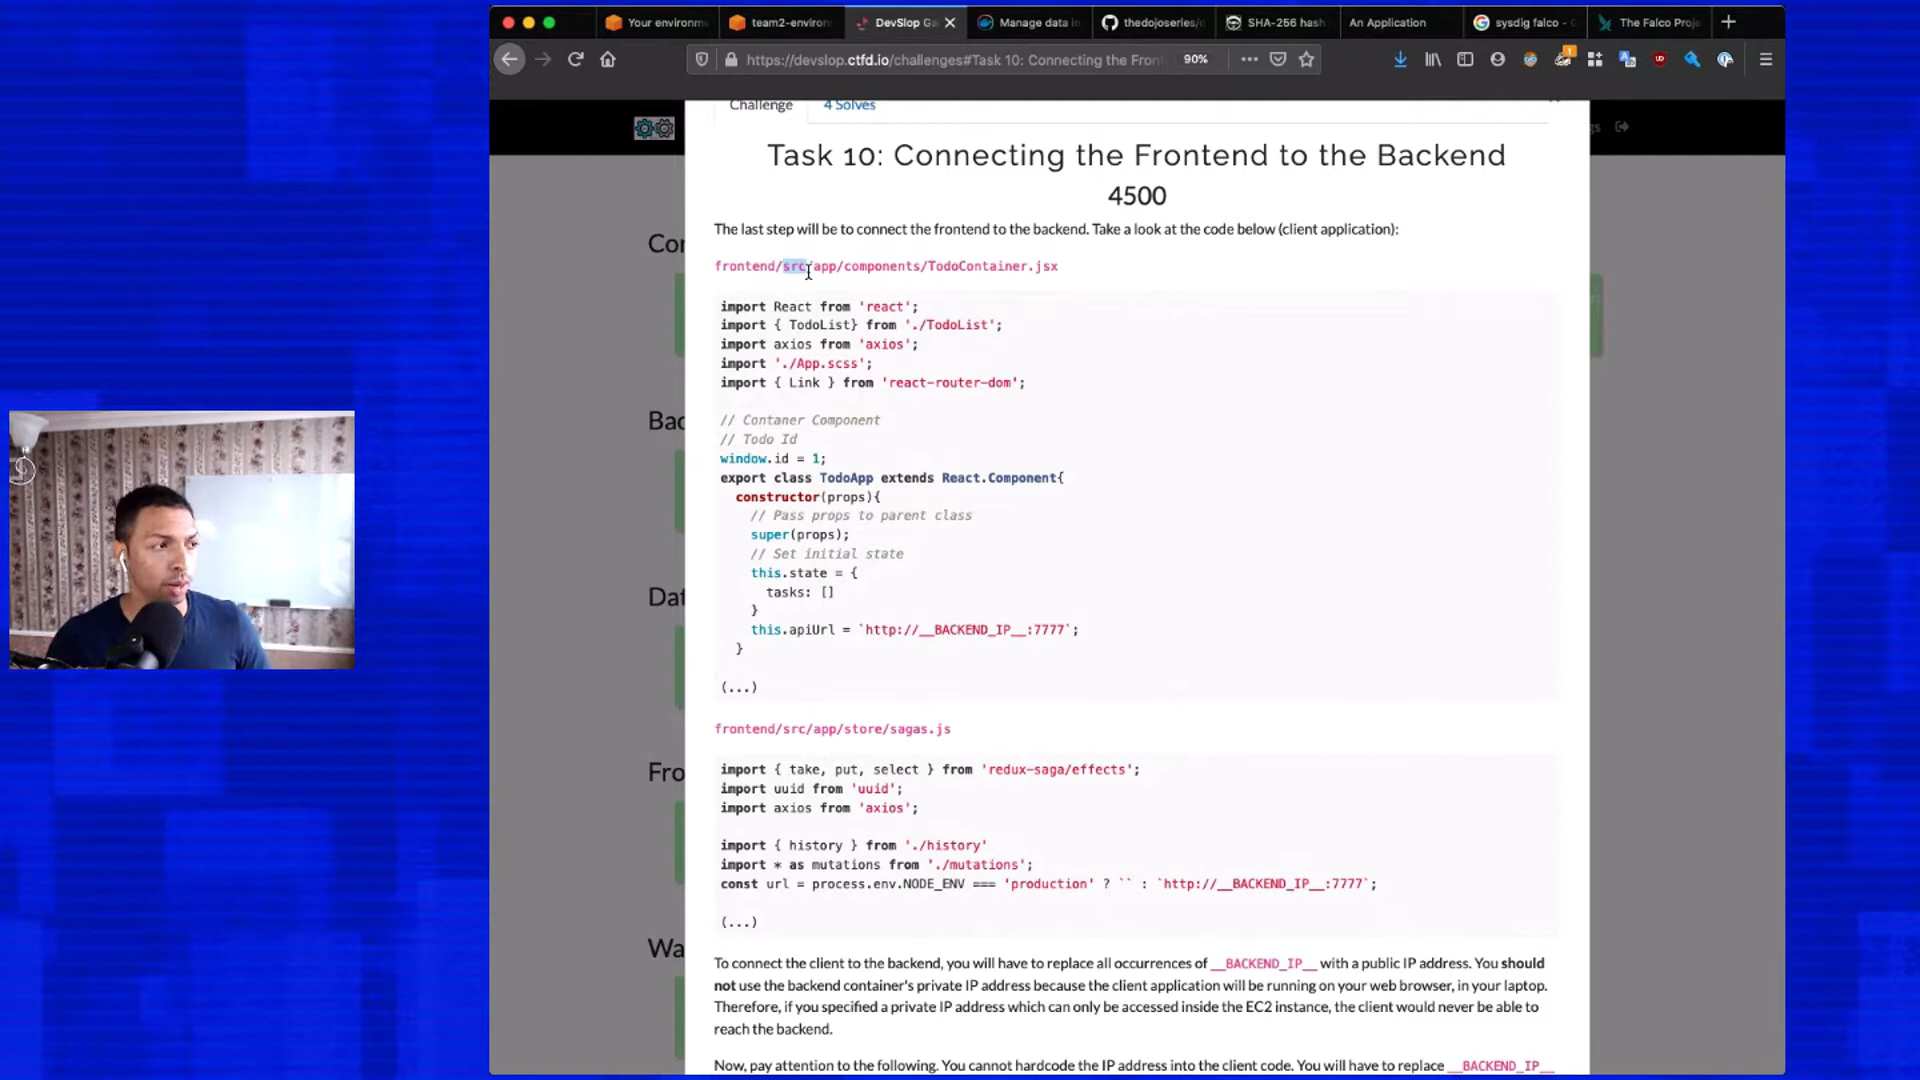 Your environm
team2-environ
DevSlop Ga
Manage data in
thedojoseries/
SHA-256 hash
An Application
sysdig falco -
The Falco Proj
https://devslop.ctfd.io/challenges#Task 10: Connecting the Fron
90%
Challenge
4 Solves
Task 10: Connecting the Frontend to the Backend
4500
The last step will be to connect the frontend to the backend. Take a look at the code below (client application):
frontend/src/app/components/TodoContainer.jsx
import React from 'react';
import { TodoList} from './TodoList';
import axios from 'axios';
import './App.scss';
import { Link } from 'react-router-dom';
// Contaner Component
// Todo Id
window.id = 1;
export class TodoApp extends React.Component{
constructor(props){
// Pass props to parent class
super(props);
// Set initial state
this.state = {
tasks: []
}
this.apiUrl = `http://__BACKEND_IP__:7777`;
}
(...)
frontend/src/app/store/sagas.js
import { take, put, select } from 'redux-saga/effects';
import uuid from 'uuid';
import axios from 'axios';
import { history } from './history'
import * as mutations from './mutations';
const url = process.env.NODE_ENV === 'production' ? `` : `http://__BACKEND_IP__:7777`;
(...)
To connect the client to the backend, you will have to replace all occurrences of __BACKEND_IP__ with a public IP address. You should
not use the backend container's private IP address because the client application will be running on your web browser, in your laptop.
Therefore, if you specified a private IP address which can only be accessed inside the EC2 instance, the client would never be able to
reach the backend.
Now, pay attention to the following. You cannot hardcode the IP address into the client code. You will have to replace __BACKEND_IP__
Cor
Bac
Dat
Fro
Wa
gs